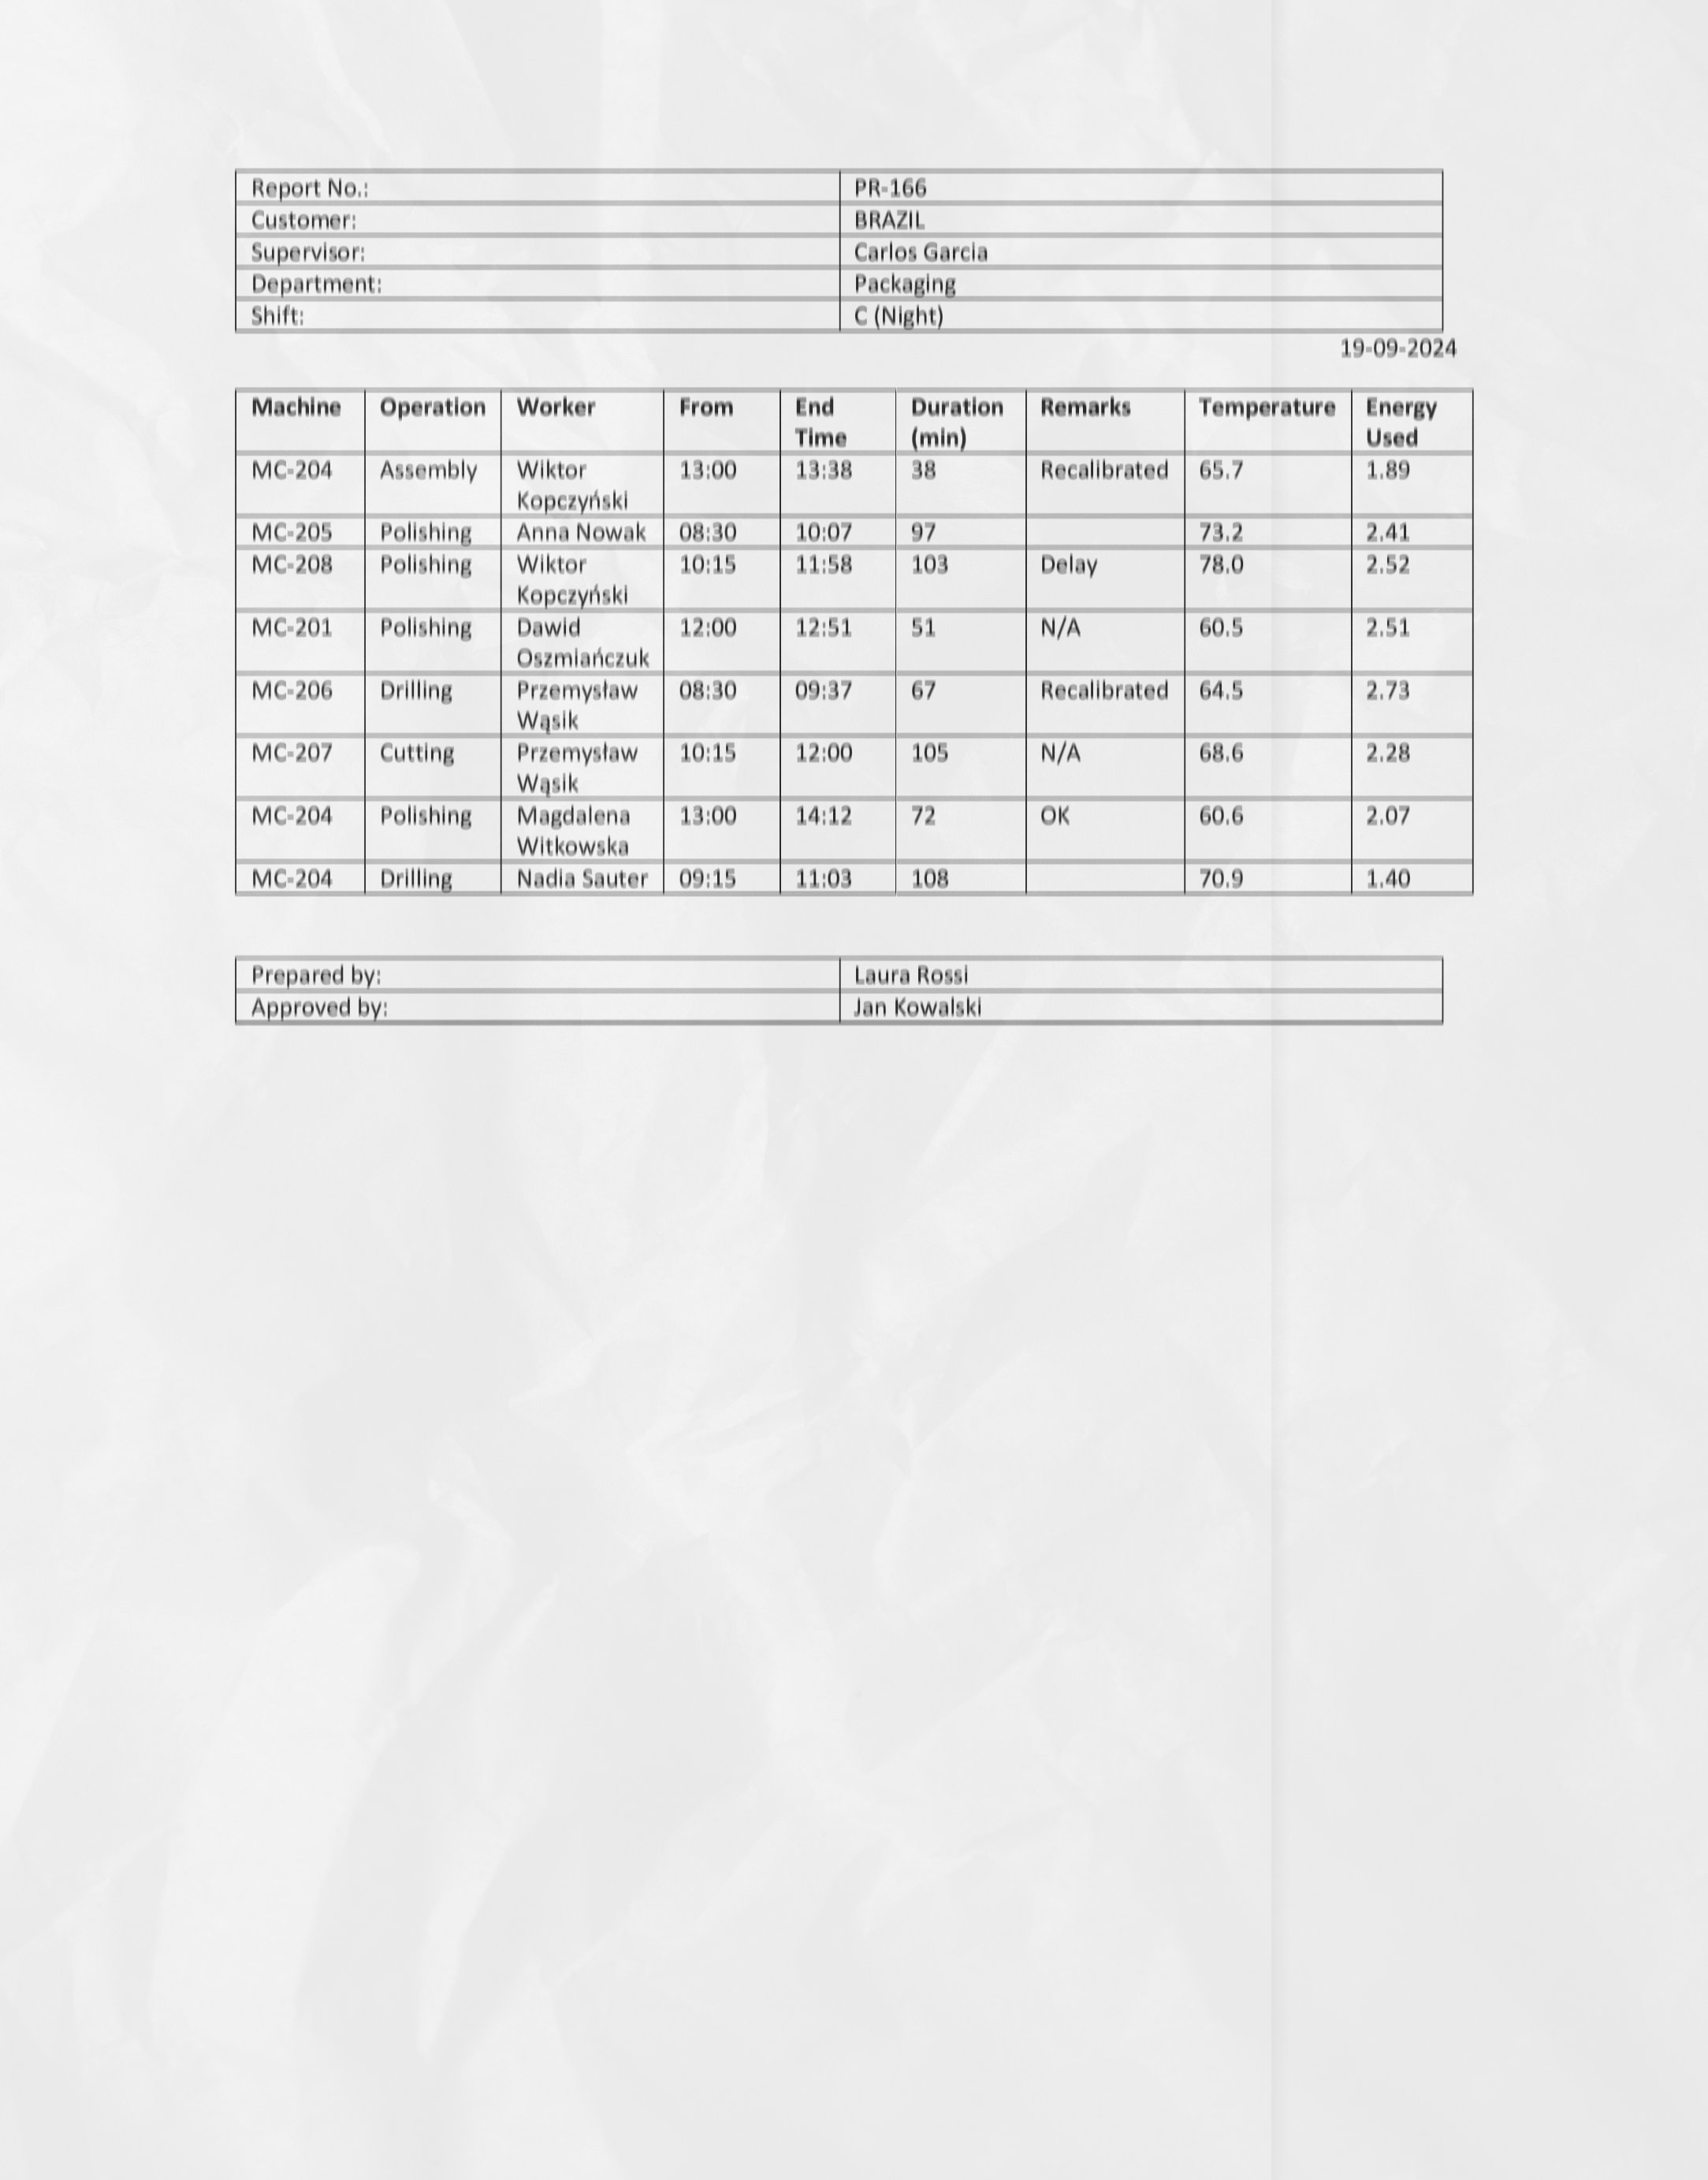 Report No.: PR-166
Customer: BRAZIL
Supervisor: Carlos Garcia
Department: Packaging
Shift: C (Night)
19-09-2024
Machine Operation Worker From End Time Duration (min) Remarks Temperature Energy Used
MC-204 Assembly Wiktor Kopczyński 13:00 13:38 38 Recalibrated 65.7 1.89
MC-205 Polishing Anna Nowak 08:30 10:07 97 73.2 2.41
MC-208 Polishing Wiktor Kopczyński 10:15 11:58 103 Delay 78.0 2.52
MC-201 Polishing Dawid Oszmiańczuk 12:00 12:51 51 N/A 60.5 2.51
MC-206 Drilling Przemysław Wąsik 08:30 09:37 67 Recalibrated 64.5 2.73
MC-207 Cutting Przemysław Wąsik 10:15 12:00 105 N/A 68.6 2.28
MC-204 Polishing Magdalena Witkowska 13:00 14:12 72 OK 60.6 2.07
MC-204 Drilling Nadia Sauter 09:15 11:03 108 70.9 1.40
Prepared by: Laura Rossi
Approved by: Jan Kowalski